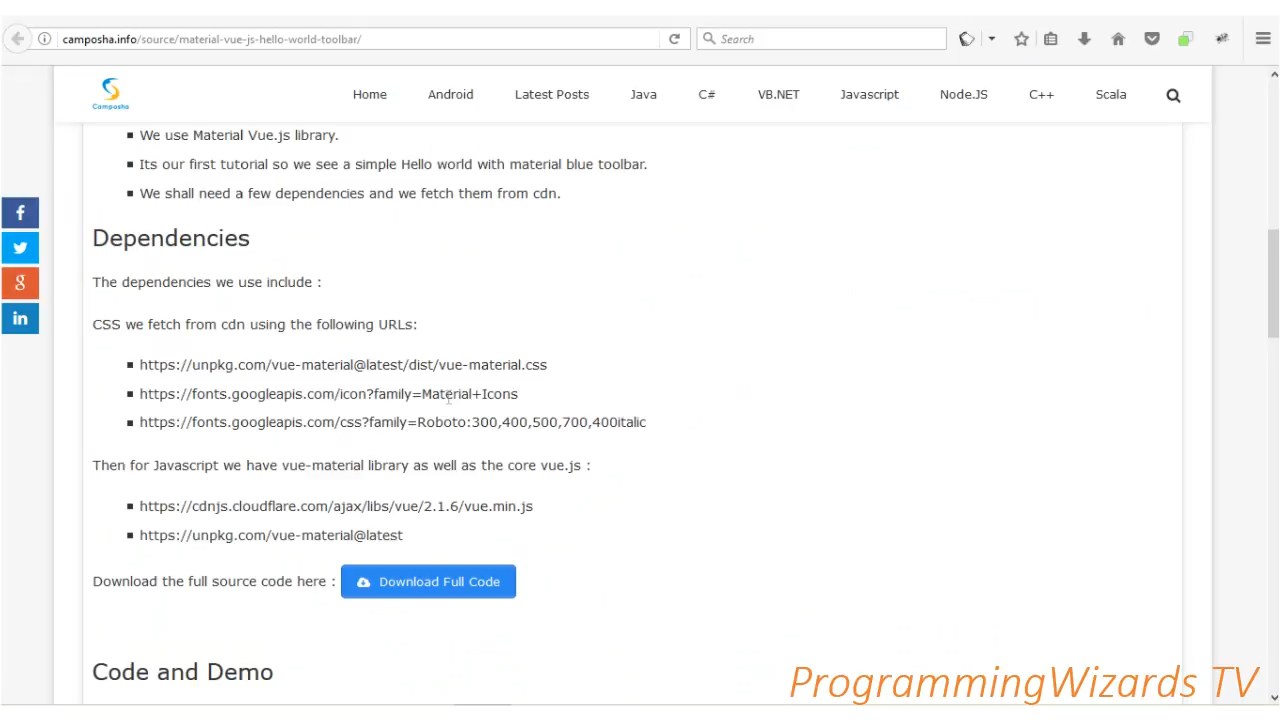 camposha.info/source/material-vue-js-hello-world-toolbar/
Search
Camposha
Home Android Latest Posts Java C# VB.NET Javascript Node.JS C++ Scala
We use Material Vue.js library.
Its our first tutorial so we see a simple Hello world with material blue toolbar.
We shall need a few dependencies and we fetch them from cdn.
Dependencies
The dependencies we use include :
CSS we fetch from cdn using the following URLs:
https://unpkg.com/vue-material@latest/dist/vue-material.css
https://fonts.googleapis.com/icon?family=Material+Icons
https://fonts.googleapis.com/css?family=Roboto:300,400,500,700,400italic
Then for Javascript we have vue-material library as well as the core vue.js :
https://cdnjs.cloudflare.com/ajax/libs/vue/2.1.6/vue.min.js
https://unpkg.com/vue-material@latest
Download the full source code here : Download Full Code
Code and Demo
ProgrammingWizards TV